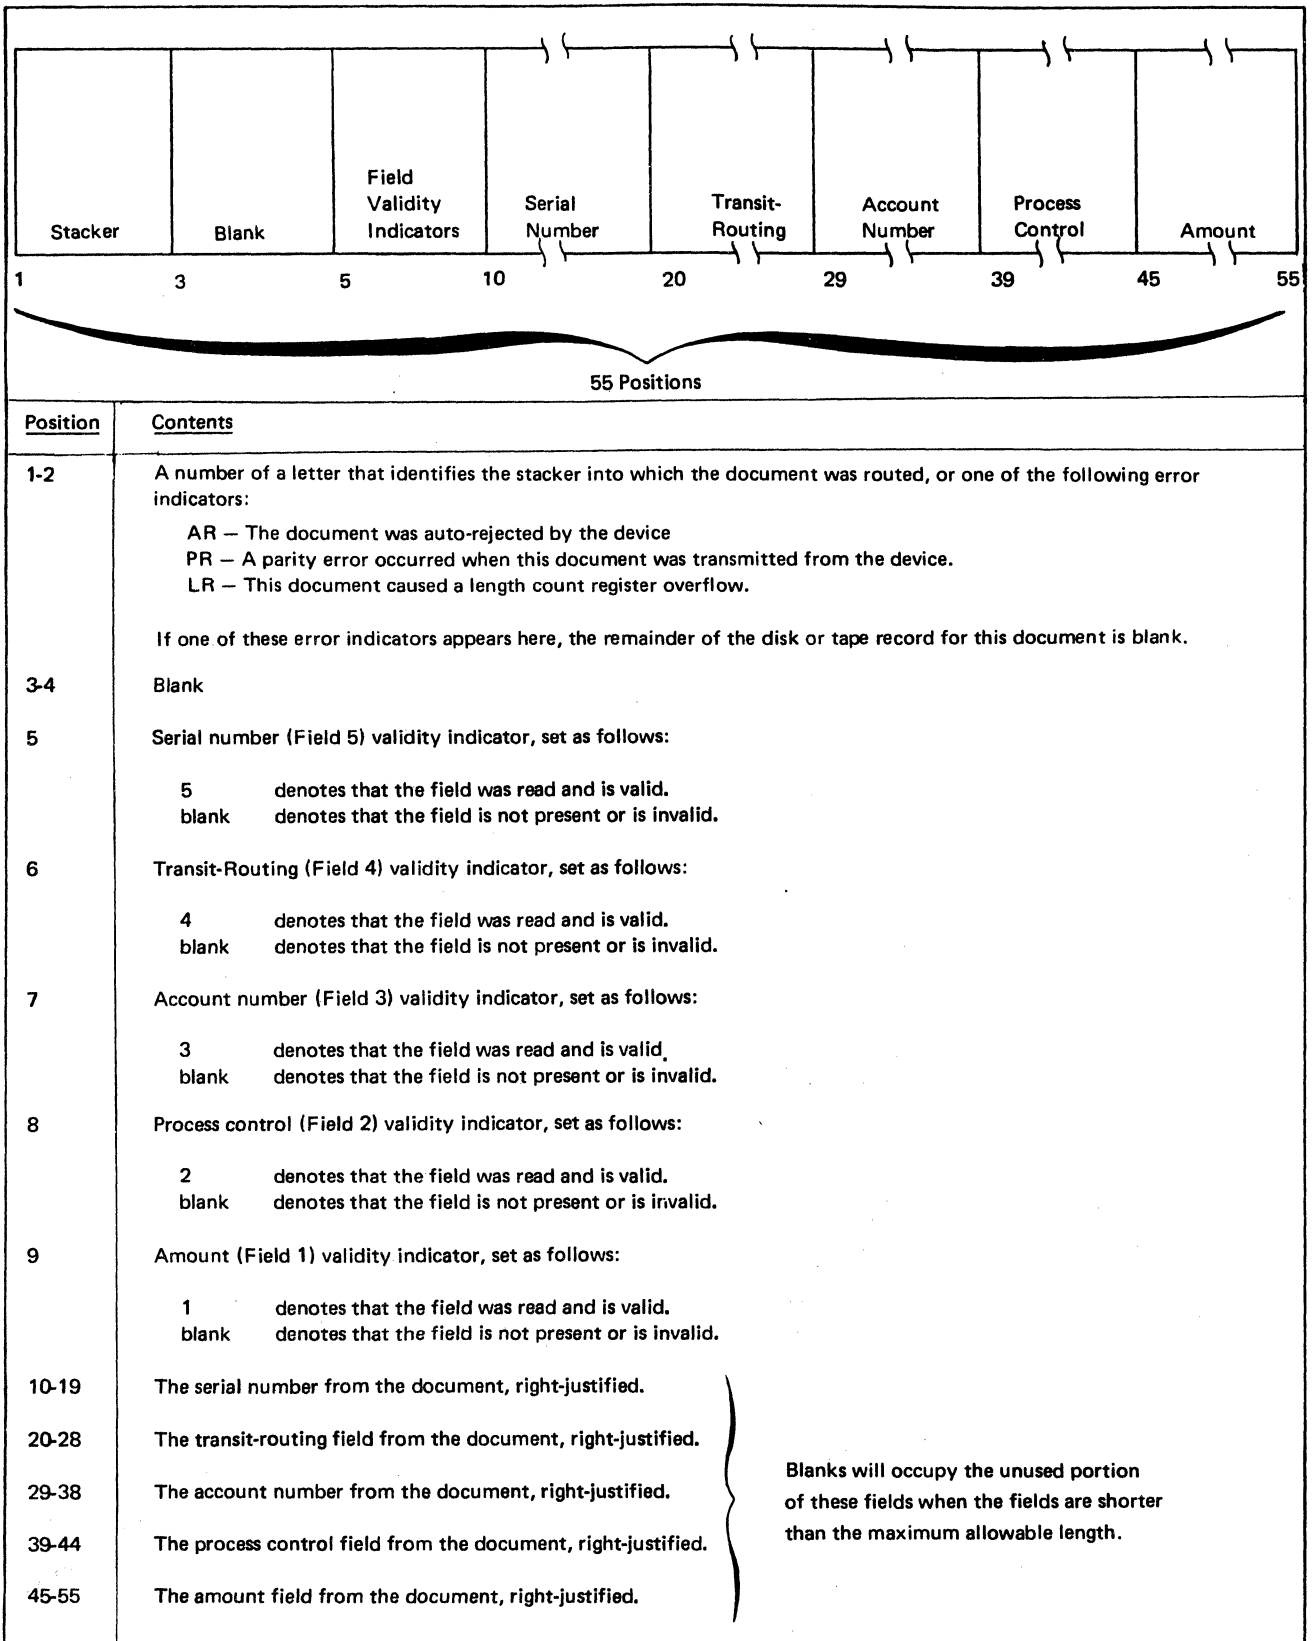 Stacker
Blank
Field
Validity
Indicators
Serial
Number
Transit-
Routing
Account
Number
Process
Control
Amount
1 3 5 10 20 29 39 45 55
55 Positions
Position Contents
1-2 A number of a letter that identifies the stacker into which the document was routed, or one of the following error
indicators:
AR — The document was auto-rejected by the device
PR — A parity error occurred when this document was transmitted from the device.
LR — This document caused a length count register overflow.
If one of these error indicators appears here, the remainder of the disk or tape record for this document is blank.
3-4 Blank
5 Serial number (Field 5) validity indicator, set as follows:
5 denotes that the field was read and is valid.
blank denotes that the field is not present or is invalid.
6 Transit-Routing (Field 4) validity indicator, set as follows:
4 denotes that the field was read and is valid.
blank denotes that the field is not present or is invalid.
7 Account number (Field 3) validity indicator, set as follows:
3 denotes that the field was read and is valid.
blank denotes that the field is not present or is invalid.
8 Process control (Field 2) validity indicator, set as follows:
2 denotes that the field was read and is valid.
blank denotes that the field is not present or is invalid.
9 Amount (Field 1) validity indicator, set as follows:
1 denotes that the field was read and is valid.
blank denotes that the field is not present or is invalid.
10-19 The serial number from the document, right-justified.
20-28 The transit-routing field from the document, right-justified.
29-38 The account number from the document, right-justified.
39-44 The process control field from the document, right-justified.
45-55 The amount field from the document, right-justified.
Blanks will occupy the unused portion
of these fields when the fields are shorter
than the maximum allowable length.